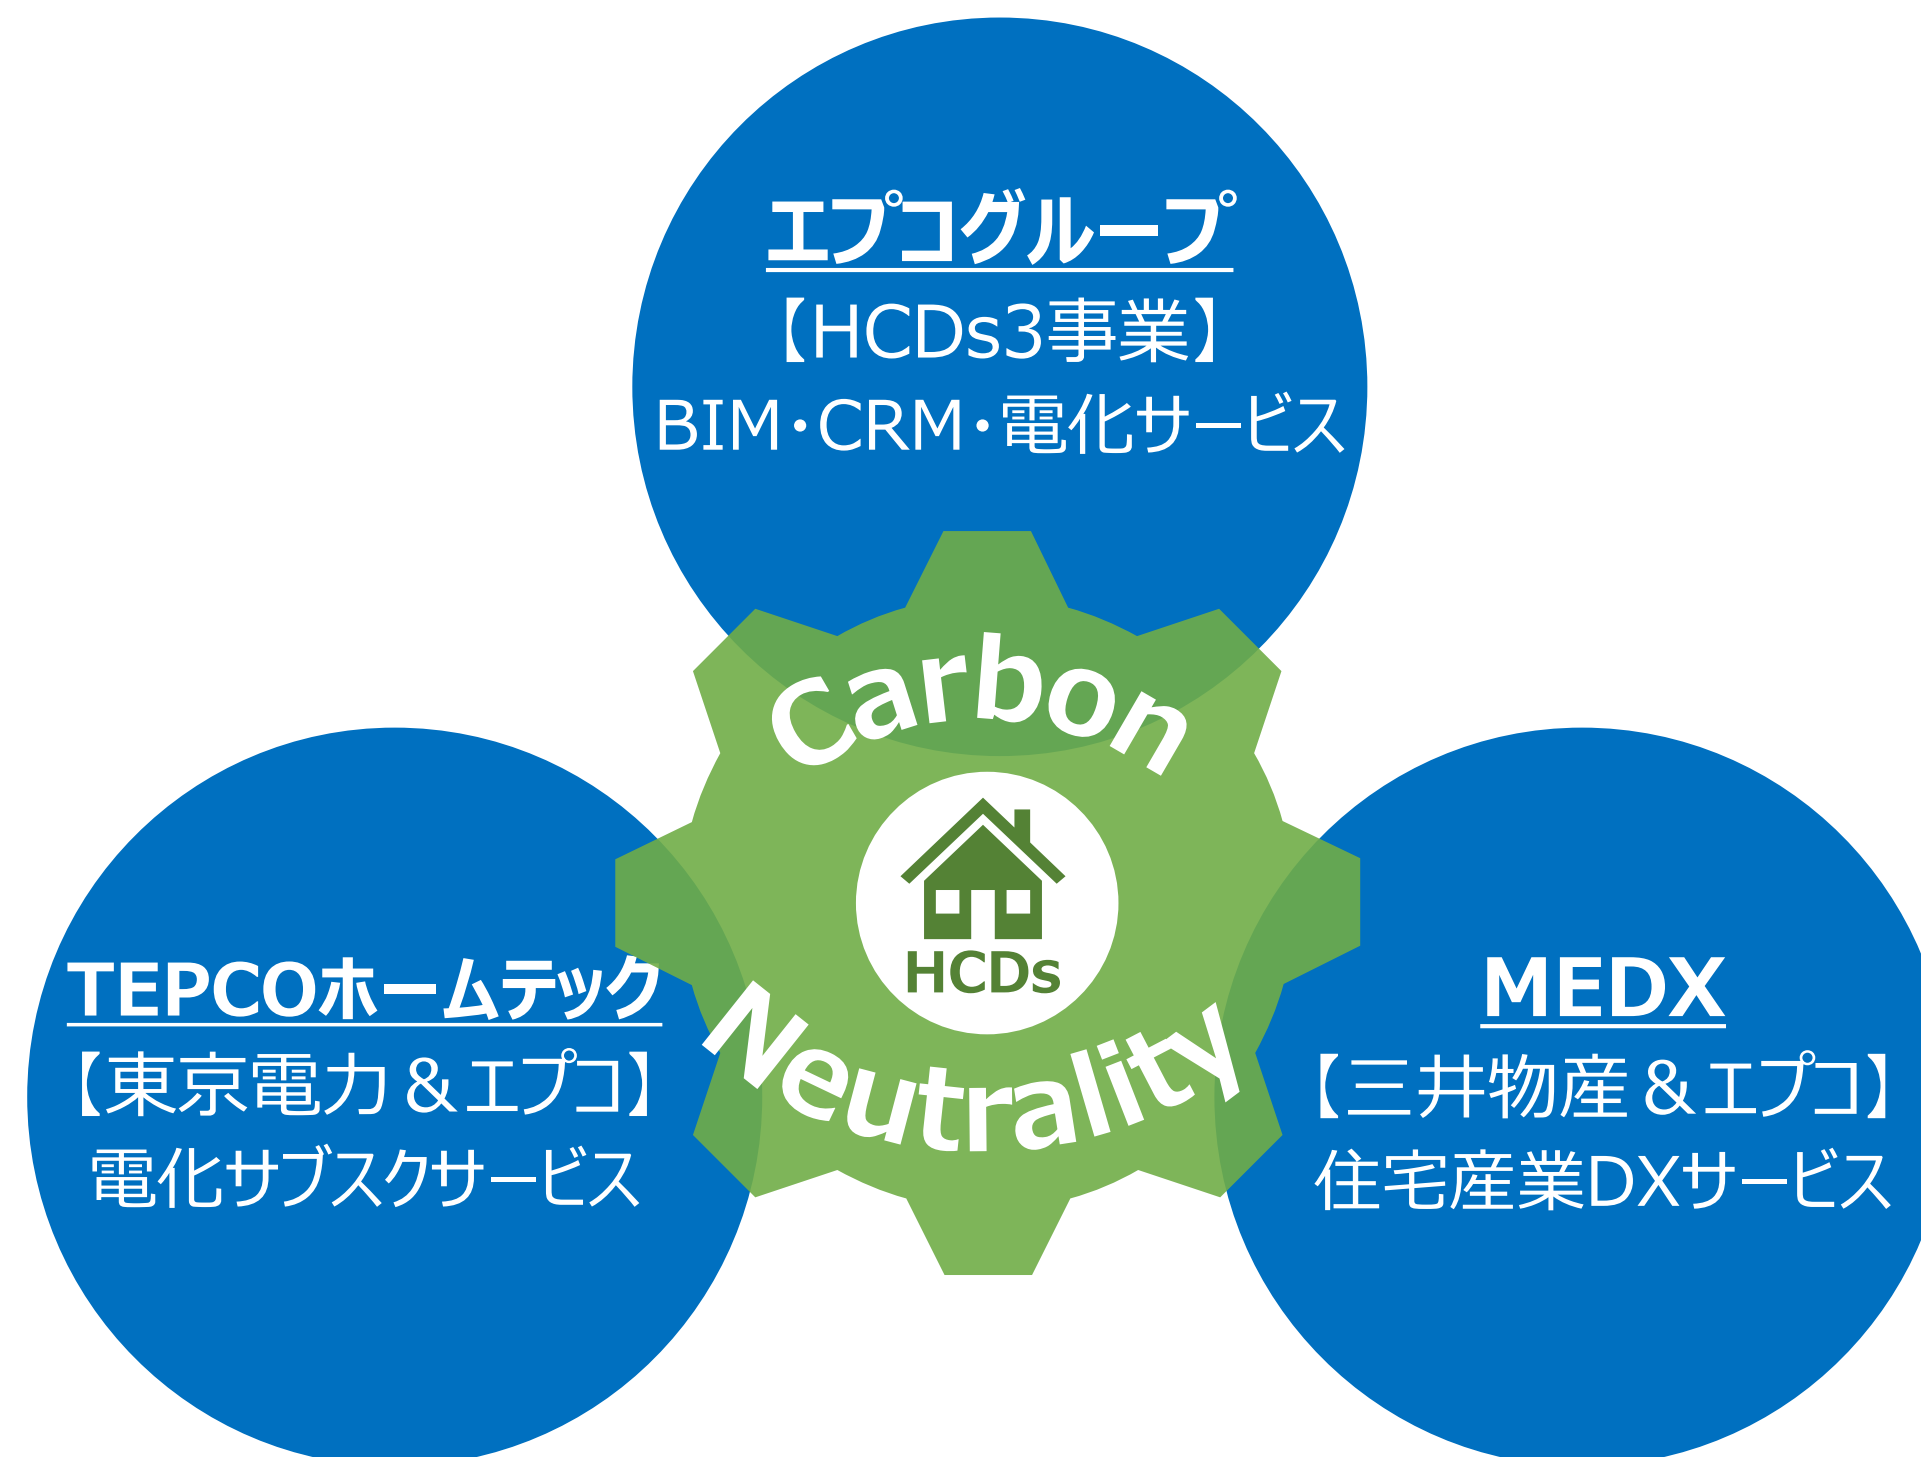 エプコグループ
【HCDs3事業】
BIM・CRM・電化サービス
Carbon
HCDs
Neutrality
TEPCOホームテック
【東京電力＆エプコ】
電化サブスクサービス
MEDX
【三井物産＆エプコ】
住宅産業DXサービス